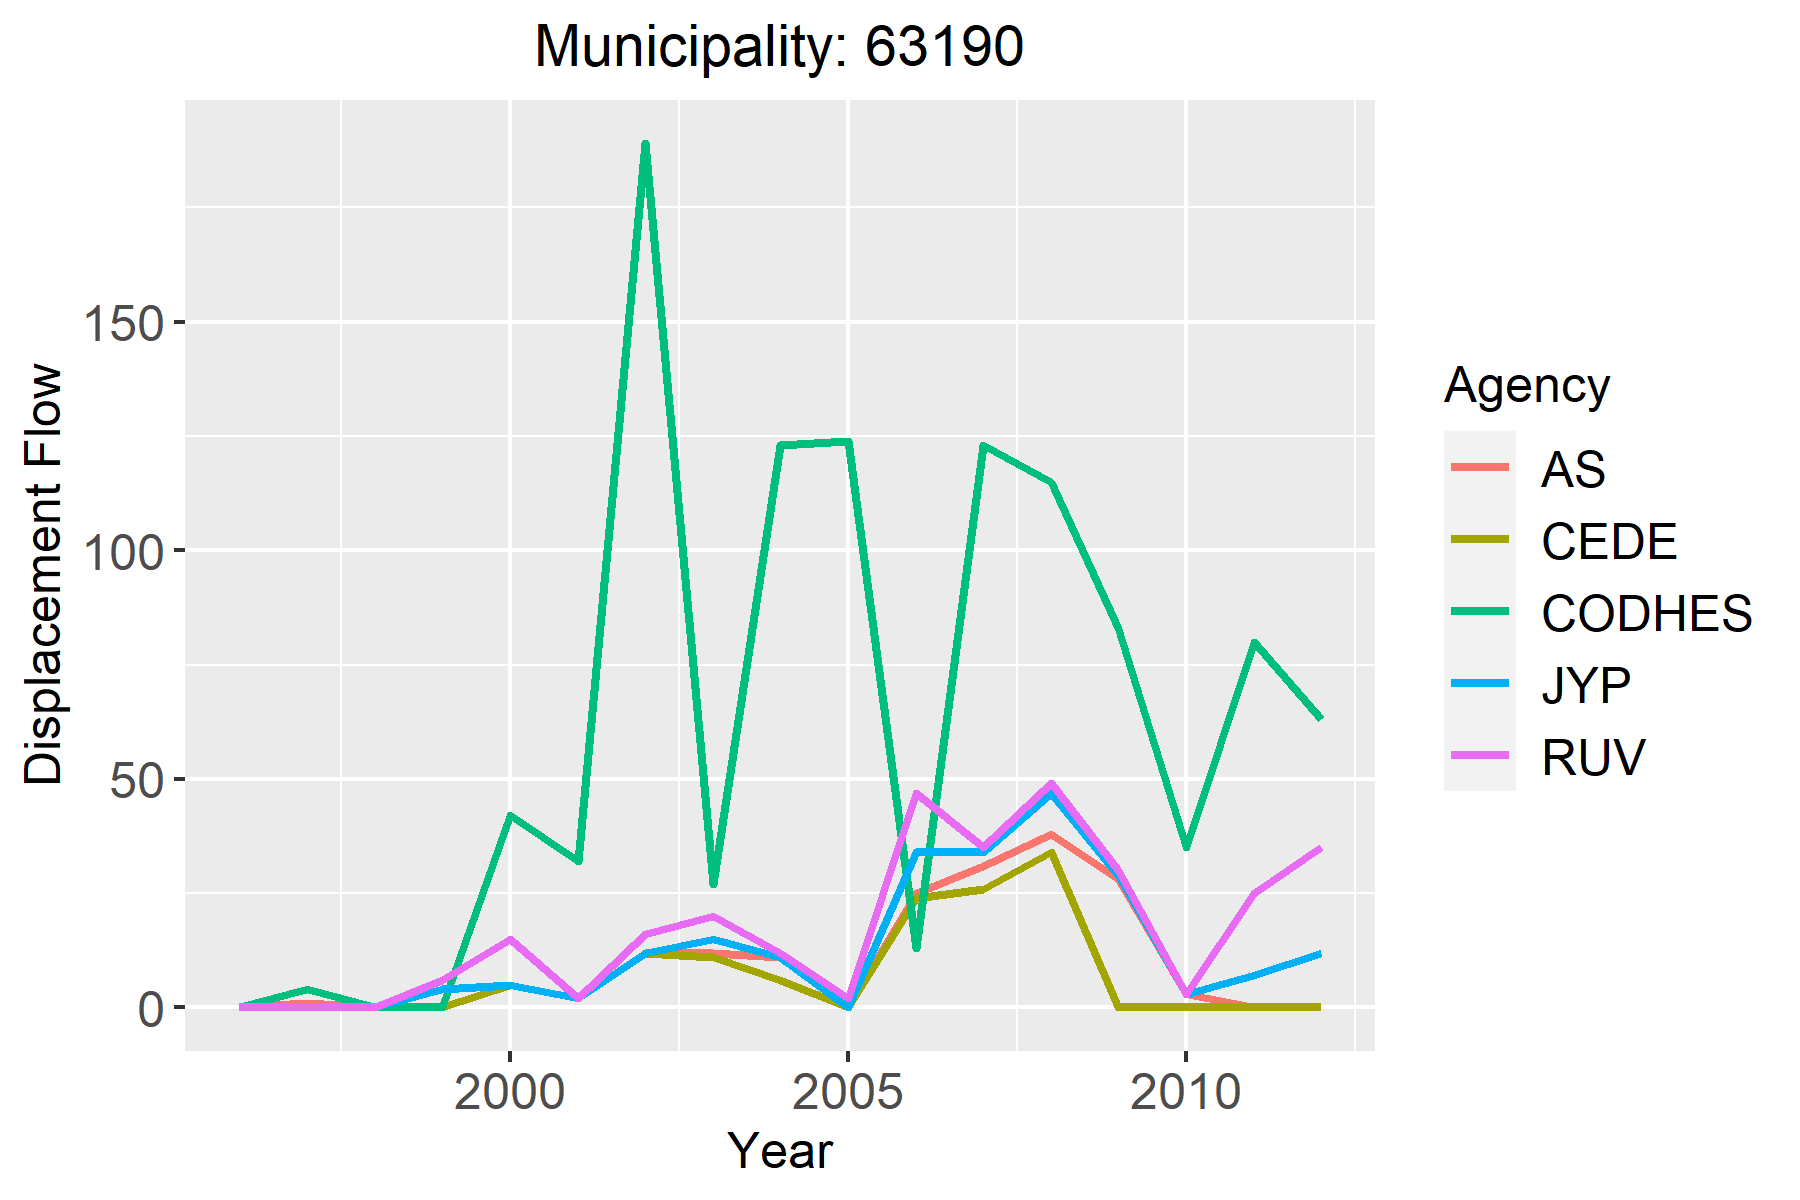 Municipality: 63190
Displacement Flow
150
100
50
0
2000 2005 2010
Year
Agency
AS
CEDE
CODHES
JYP
RUV